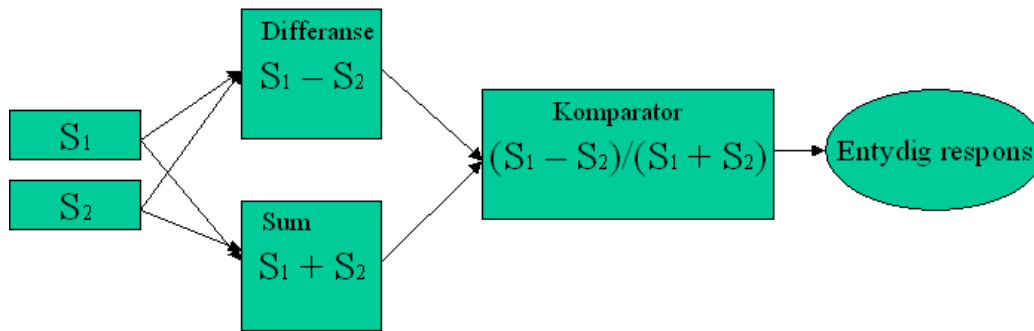 S₁
S₂
Differanse
S₁ – S₂
Sum
S₁ + S₂
Komparator
(S₁ – S₂)/(S₁ + S₂)
Entydig respons